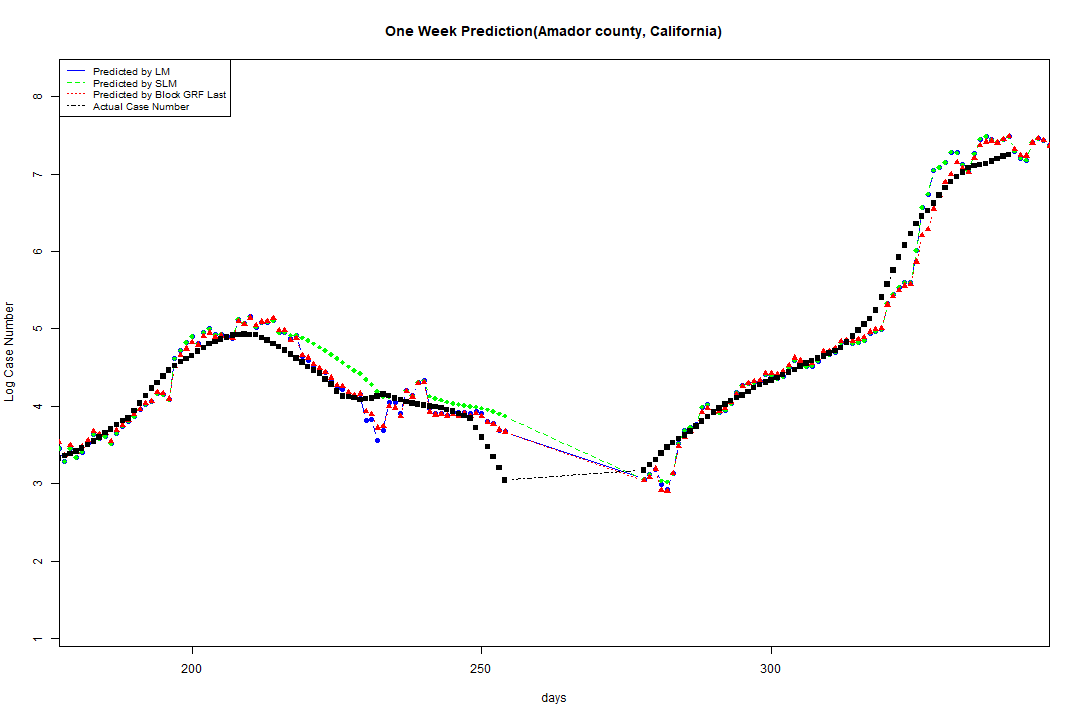 One Week Prediction(Amador county, California)
Predicted by LM
Predicted by SLM
Predicted by Block GRF Last
Actual Case Number
8
7
6
5
4
3
2
1
Log Case Number
200 250 300
days